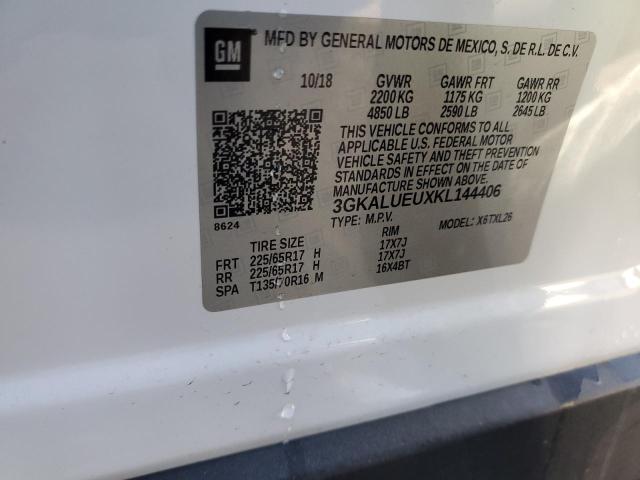 GM ® MFD BY GENERAL MOTORS DE MEXICO, S. DE R.L. DE C.V.
10/18 GVWR GAWR FRT GAWR RR
2200 KG 1175 KG 1200 KG
4850 LB 2590 LB 2645 LB
THIS VEHICLE CONFORMS TO ALL
APPLICABLE U.S. FEDERAL MOTOR
VEHICLE SAFETY AND THEFT PREVENTION
STANDARDS IN EFFECT ON THE DATE OF
MANUFACTURE SHOWN ABOVE.
3GKALUEUXKL144406
8624 TYPE: M.P.V. MODEL: X6TXL26
TIRE SIZE RIM
FRT 225/65R17 H 17X7J
RR 225/65R17 H 17X7J
SPA T135/70R16 M 16X4BT